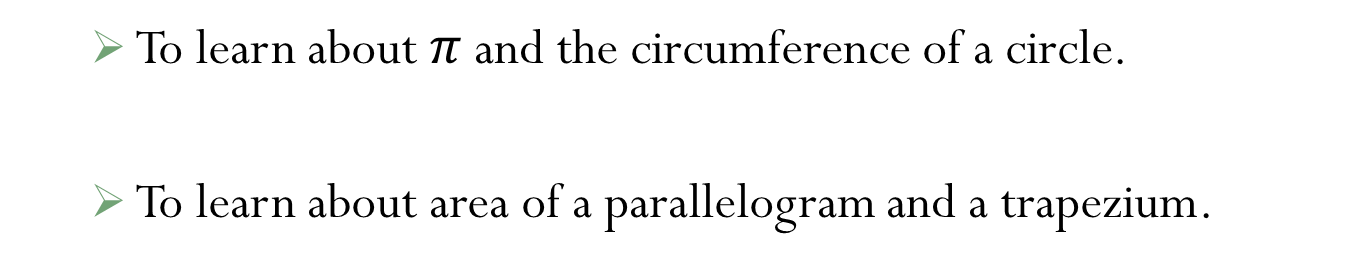 ➢ To learn about π and the circumference of a circle.
➢ To learn about area of a parallelogram and a trapezium.